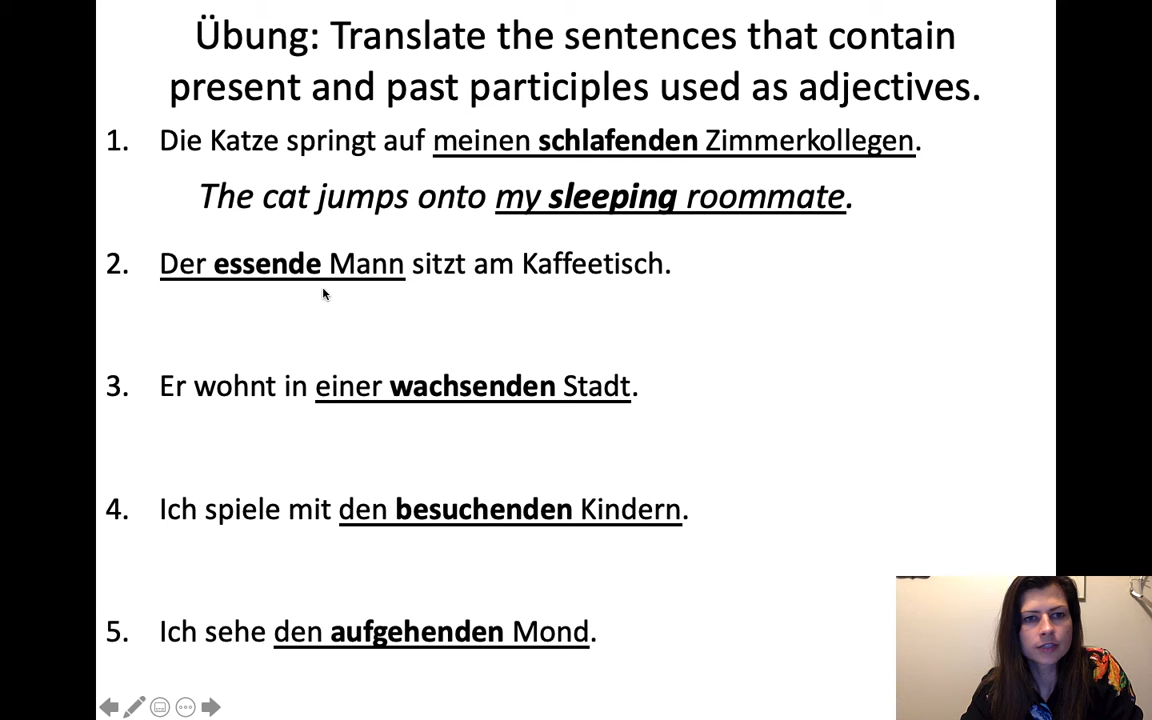 Übung: Translate the sentences that contain
present and past participles used as adjectives.
1. Die Katze springt auf meinen schlafenden Zimmerkollegen.
The cat jumps onto my sleeping roommate.
2. Der essende Mann sitzt am Kaffeetisch.
3. Er wohnt in einer wachsenden Stadt.
4. Ich spiele mit den besuchenden Kindern.
5. Ich sehe den aufgehenden Mond.